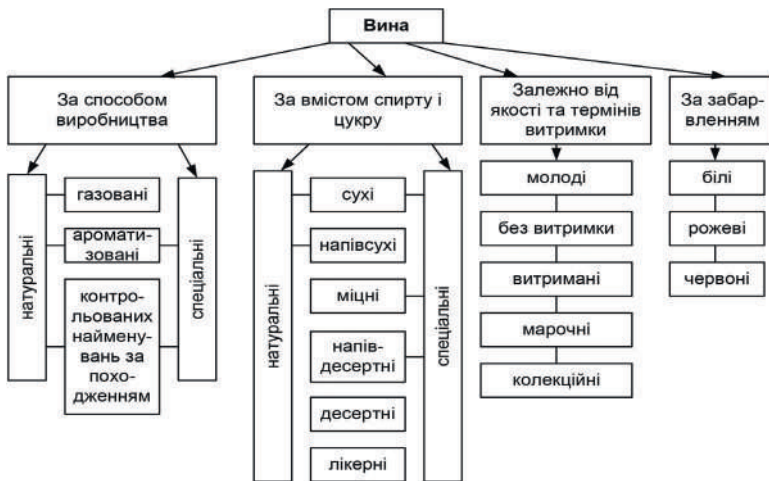 Вина
За способом
виробництва
натуральні
газовані
аромати-
зовані
контро-
льованих
наймену-
вань за
похо-
дженням
спеціальні
За вмістом спирту і
цукру
натуральні
сухі
напівсухі
міцні
напів-
десертні
десертні
лікерні
спеціальні
Залежно від
якості та термінів
витримки
молоді
без витримки
витримані
марочні
колекційні
За забар-
вленням
білі
рожеві
червоні